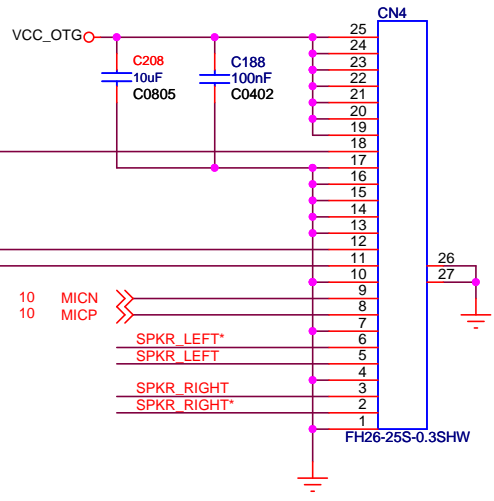 CN4
VCC_OTG
25
24
C208
C188
23
10uF
100nF
22
C0805
C0402
21
20
19
18
17
16
15
14
13
12
11
26
10
27
10 MICN
9
10 MICP
8
7
SPKR_LEFT*
6
SPKR_LEFT
5
4
SPKR_RIGHT
3
SPKR_RIGHT*
2
1
FH26-25S-0.3SHW